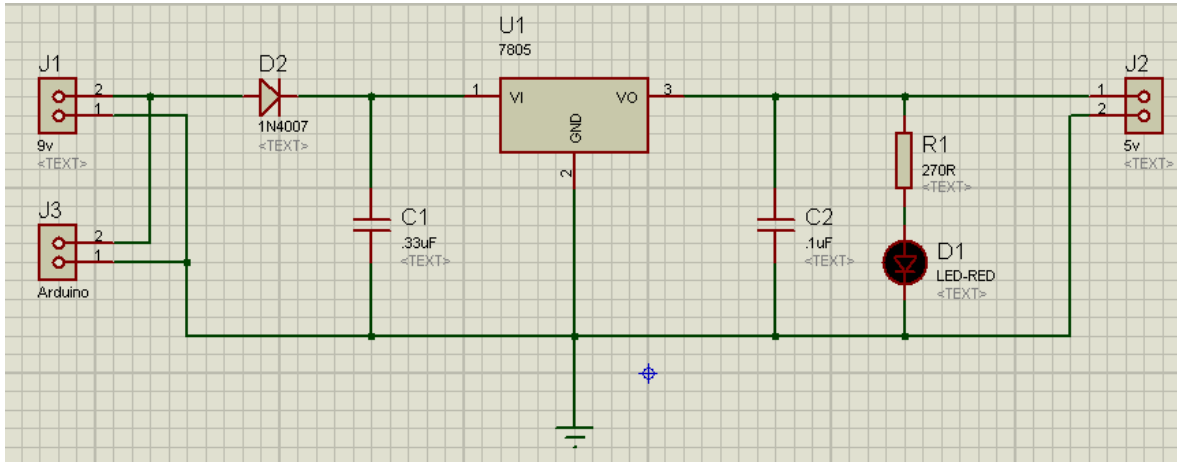 U1
7805
J1
2
1
9v
<TEXT>
D2
1N4007
<TEXT>
1
VI
VO
3
GND
2
J2
1
2
5v
<TEXT>
R1
270R
<TEXT>
J3
2
1
Arduino
C1
.33uF
<TEXT>
C2
.1uF
<TEXT>
D1
LED-RED
<TEXT>